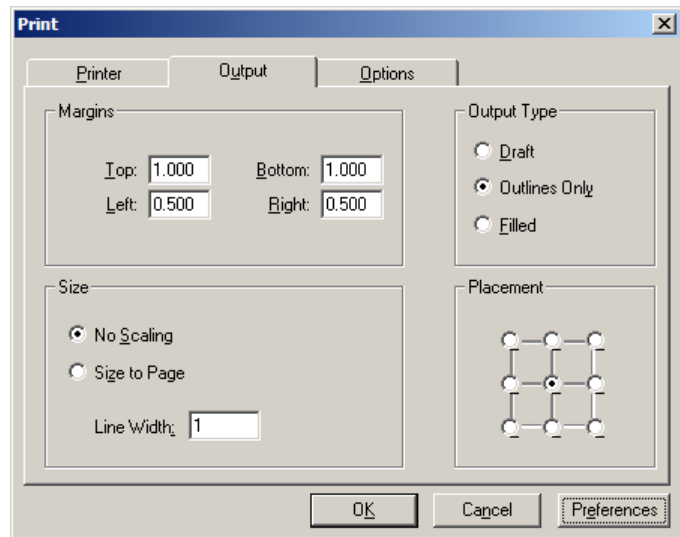 Print
Printer Output Options
Margins
Top: 1.000 Bottom: 1.000
Left: 0.500 Right: 0.500
Output Type
Draft
Outlines Only
Filled
Size
No Scaling
Size to Page
Line Width: 1
Placement
OK Cancel Preferences